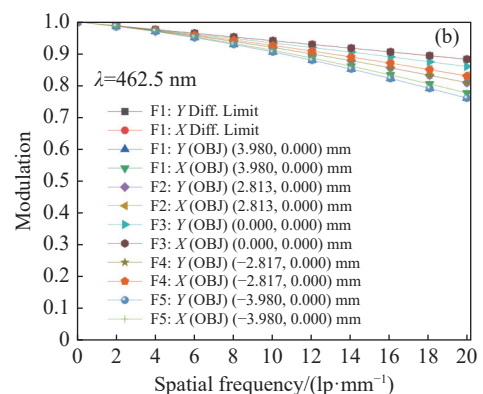 (b)
λ=462.5 nm
F1: Y Diff. Limit
F1: X Diff. Limit
F1: Y (OBJ) (3.980, 0.000) mm
F1: X (OBJ) (3.980, 0.000) mm
F2: Y (OBJ) (2.813, 0.000) mm
F2: X (OBJ) (2.813, 0.000) mm
F3: Y (OBJ) (0.000, 0.000) mm
F3: X (OBJ) (0.000, 0.000) mm
F4: Y (OBJ) (−2.817, 0.000) mm
F4: X (OBJ) (−2.817, 0.000) mm
F5: Y (OBJ) (−3.980, 0.000) mm
F5: X (OBJ) (−3.980, 0.000) mm
Modulation
1.0
0.9
0.8
0.7
0.6
0.5
0.4
0.3
0.2
0.1
0
0 2 4 6 8 10 12 14 16 18 20
Spatial frequency/(lp·mm⁻¹)